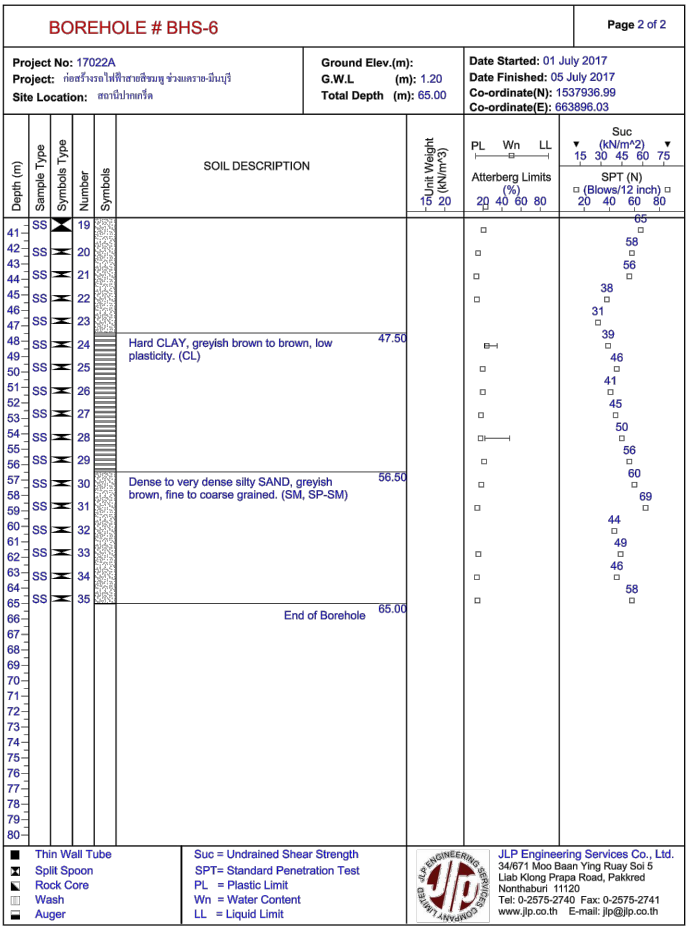 BOREHOLE # BHS-6
Page 2 of 2
Project No: 17022A
Project: ก่อสร้างรถไฟฟ้าสายสีชมพู ช่วงแคราย-มีนบุรี
Site Location: สถานีปากเกร็ด
Ground Elev.(m):
G.W.L (m): 1.20
Total Depth (m): 65.00
Date Started: 01 July 2017
Date Finished: 05 July 2017
Co-ordinate(N): 1537936.99
Co-ordinate(E): 663896.03
Depth (m)
Sample Type
Symbols Type
Number
Symbols
SOIL DESCRIPTION
Unit Weight
(kN/m^3)
15 20
PL Wn LL
Atterberg Limits
(%)
20 40 60 80
Suc
(kN/m^2)
15 30 45 60 75
SPT (N)
(Blows/12 inch)
20 40 60 80
SS 19 65
41
42 SS 20 58
43
SS 21 56
44
45 SS 22 38
46
SS 23 31
47
47.50
48 SS 24 Hard CLAY, greyish brown to brown, low 39
49 plasticity. (CL)
SS 25 46
50
51 SS 26 41
52
SS 27 45
53
54 SS 28 50
55
SS 29 56
56
56.50
57 SS 30 Dense to very dense silty SAND, greyish 60
58 brown, fine to coarse grained. (SM, SP-SM)
SS 31 69
59
60 SS 32 44
61
SS 33 49
62
63 SS 34 46
64
SS 35 58
65 65.00
End of Borehole
66
67
68
69
70
71
72
73
74
75
76
77
78
79
80
Thin Wall Tube
Split Spoon
Rock Core
Wash
Auger
Suc = Undrained Shear Strength
SPT= Standard Penetration Test
PL = Plastic Limit
Wn = Water Content
LL = Liquid Limit
JLP ENGINEERING SERVICES COMPANY LIMITED
Jlp
JLP Engineering Services Co., Ltd.
34/671 Moo Baan Ying Ruay Soi 5
Liab Klong Prapa Road, Pakkred
Nonthaburi 11120
Tel: 0-2575-2740 Fax: 0-2575-2741
www.jlp.co.th E-mail: jlp@jlp.co.th